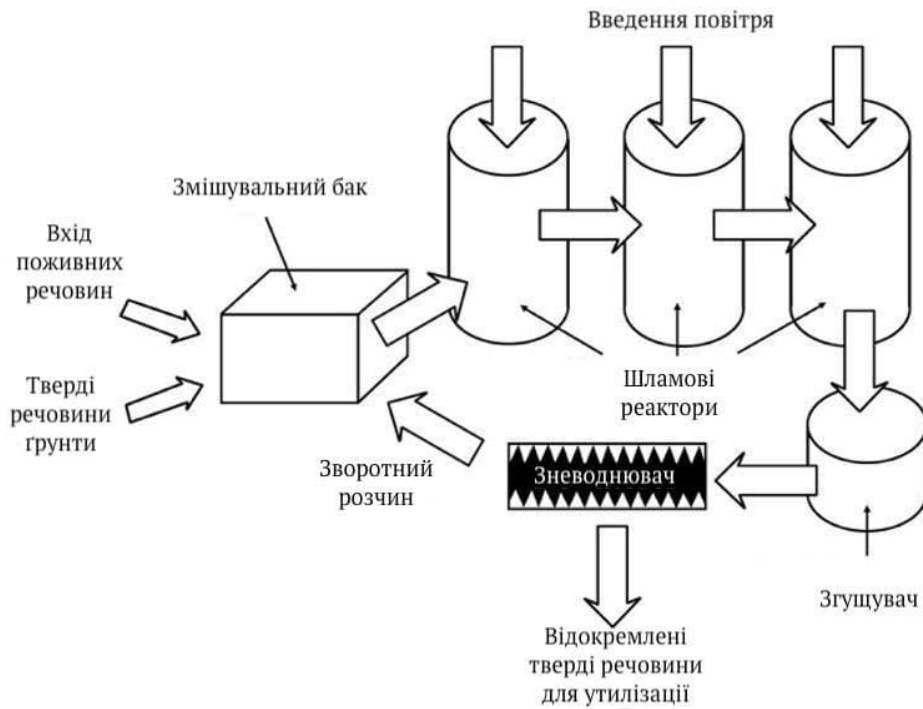 Введення повітря
Змішувальний бак
Вхід
поживних
речовин
Тверді
речовини
ґрунти
Шламові
реактори
Зворотний
розчин
Зневоднювач
Згущувач
Відокремлені
тверді речовини
для утилізації